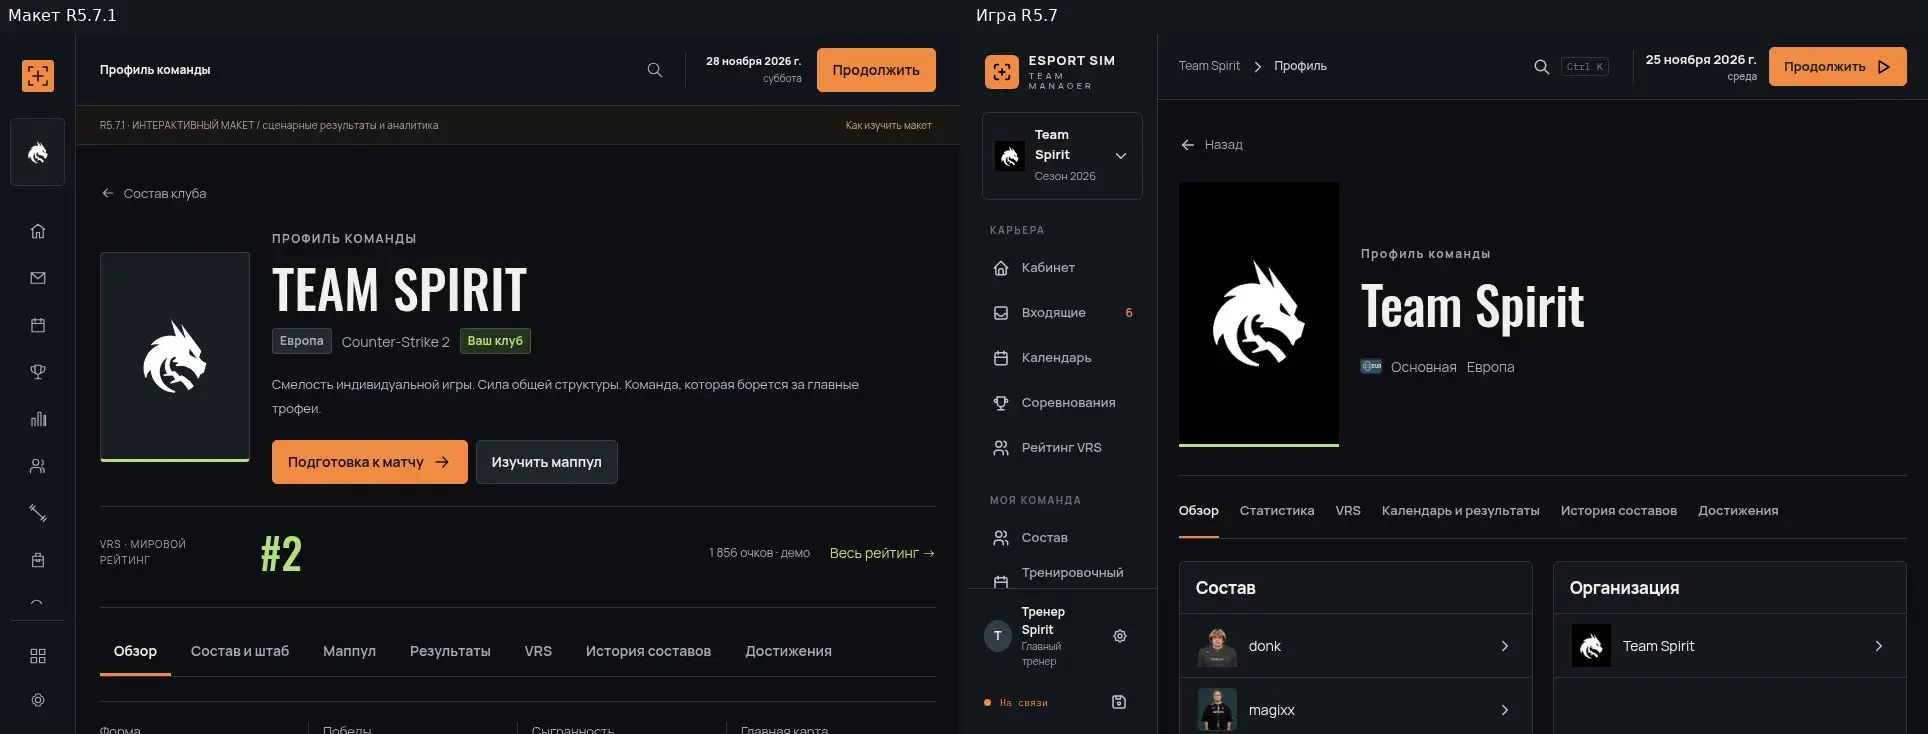 Макет R5.7.1
Профиль команды
28 ноября 2026 г.
суббота
Продолжить
R5.7.1 · ИНТЕРАКТИВНЫЙ МАКЕТ / сценарные результаты и аналитика
Как изучить макет
← Состав клуба
ПРОФИЛЬ КОМАНДЫ
TEAM SPIRIT
Европа
Counter-Strike 2
Ваш клуб
Смелость индивидуальной игры. Сила общей структуры. Команда, которая борется за главные
трофеи.
Подготовка к матчу →
Изучить маппул
VRS · МИРОВОЙ
РЕЙТИНГ
#2
1 856 очков · демо
Весь рейтинг →
Обзор
Состав и штаб
Маппул
Результаты
VRS
История составов
Достижения
Форма
Победы
Сыгранность
Главная карта
Игра R5.7
ESPORT SIM
TEAM
MANAGER
Team
Spirit
Сезон 2026
КАРЬЕРА
Кабинет
Входящие 6
Календарь
Соревнования
Рейтинг VRS
МОЯ КОМАНДА
Состав
Тренировочный
T
Тренер
Spirit
Главный
тренер
На связи
Team Spirit > Профиль
Ctrl K
25 ноября 2026 г.
среда
Продолжить
← Назад
Профиль команды
Team Spirit
EUR
Основная Европа
Обзор
Статистика
VRS
Календарь и результаты
История составов
Достижения
Состав
donk
magixx
Организация
Team Spirit